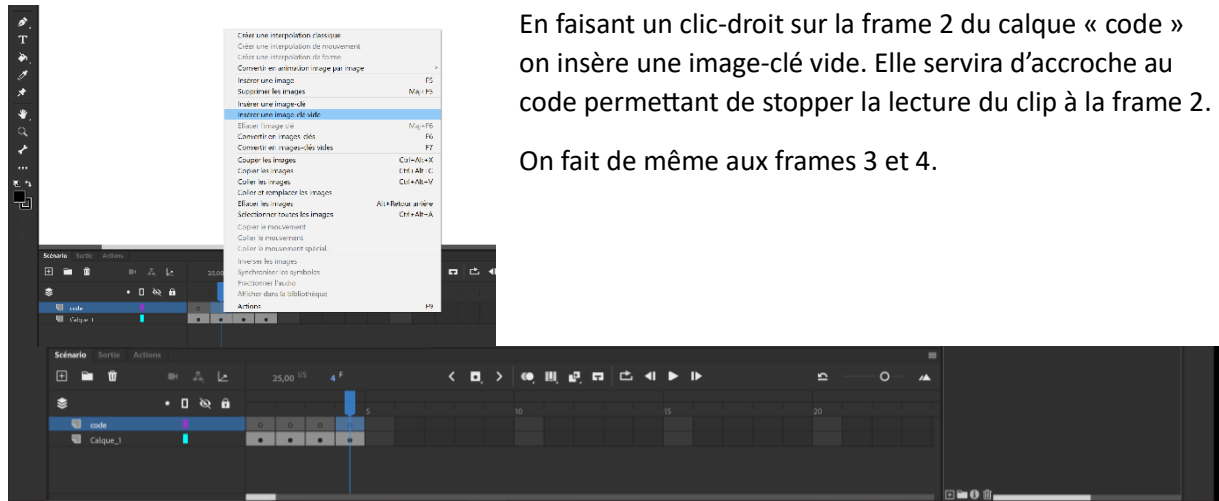 En faisant un clic-droit sur la frame 2 du calque « code »
on insère une image-clé vide. Elle servira d’accroche au
code permettant de stopper la lecture du clip à la frame 2.
On fait de même aux frames 3 et 4.
Créer une interpolation classique
Créer une interpolation de mouvement
Créer une interpolation de forme
Convertir en animation image par image >
Insérer une image F5
Supprimer les images Maj+F5
Insérer une image-clé
Insérer une image-clé vide
Effacer l'image clé Maj+F6
Convertir en images-clés F6
Convertir en images-clés vides F7
Couper les images Ctrl+Alt+X
Copier les images Ctrl+Alt+C
Coller les images Ctrl+Alt+V
Coller et remplacer les images
Effacer les images Alt+Retour arrière
Sélectionner toutes les images Ctrl+Alt+A
Copier le mouvement
Coller le mouvement
Coller le mouvement spécial...
Inverser les images
Synchroniser les symboles
Fractionner l'audio
Afficher dans la bibliothèque
Actions F9
Scénario Sortie Actions
25,00
code
Calque_1
Scénario Sortie Actions
25,00 I/S 4 F
5 10 15 20
code
Calque_1